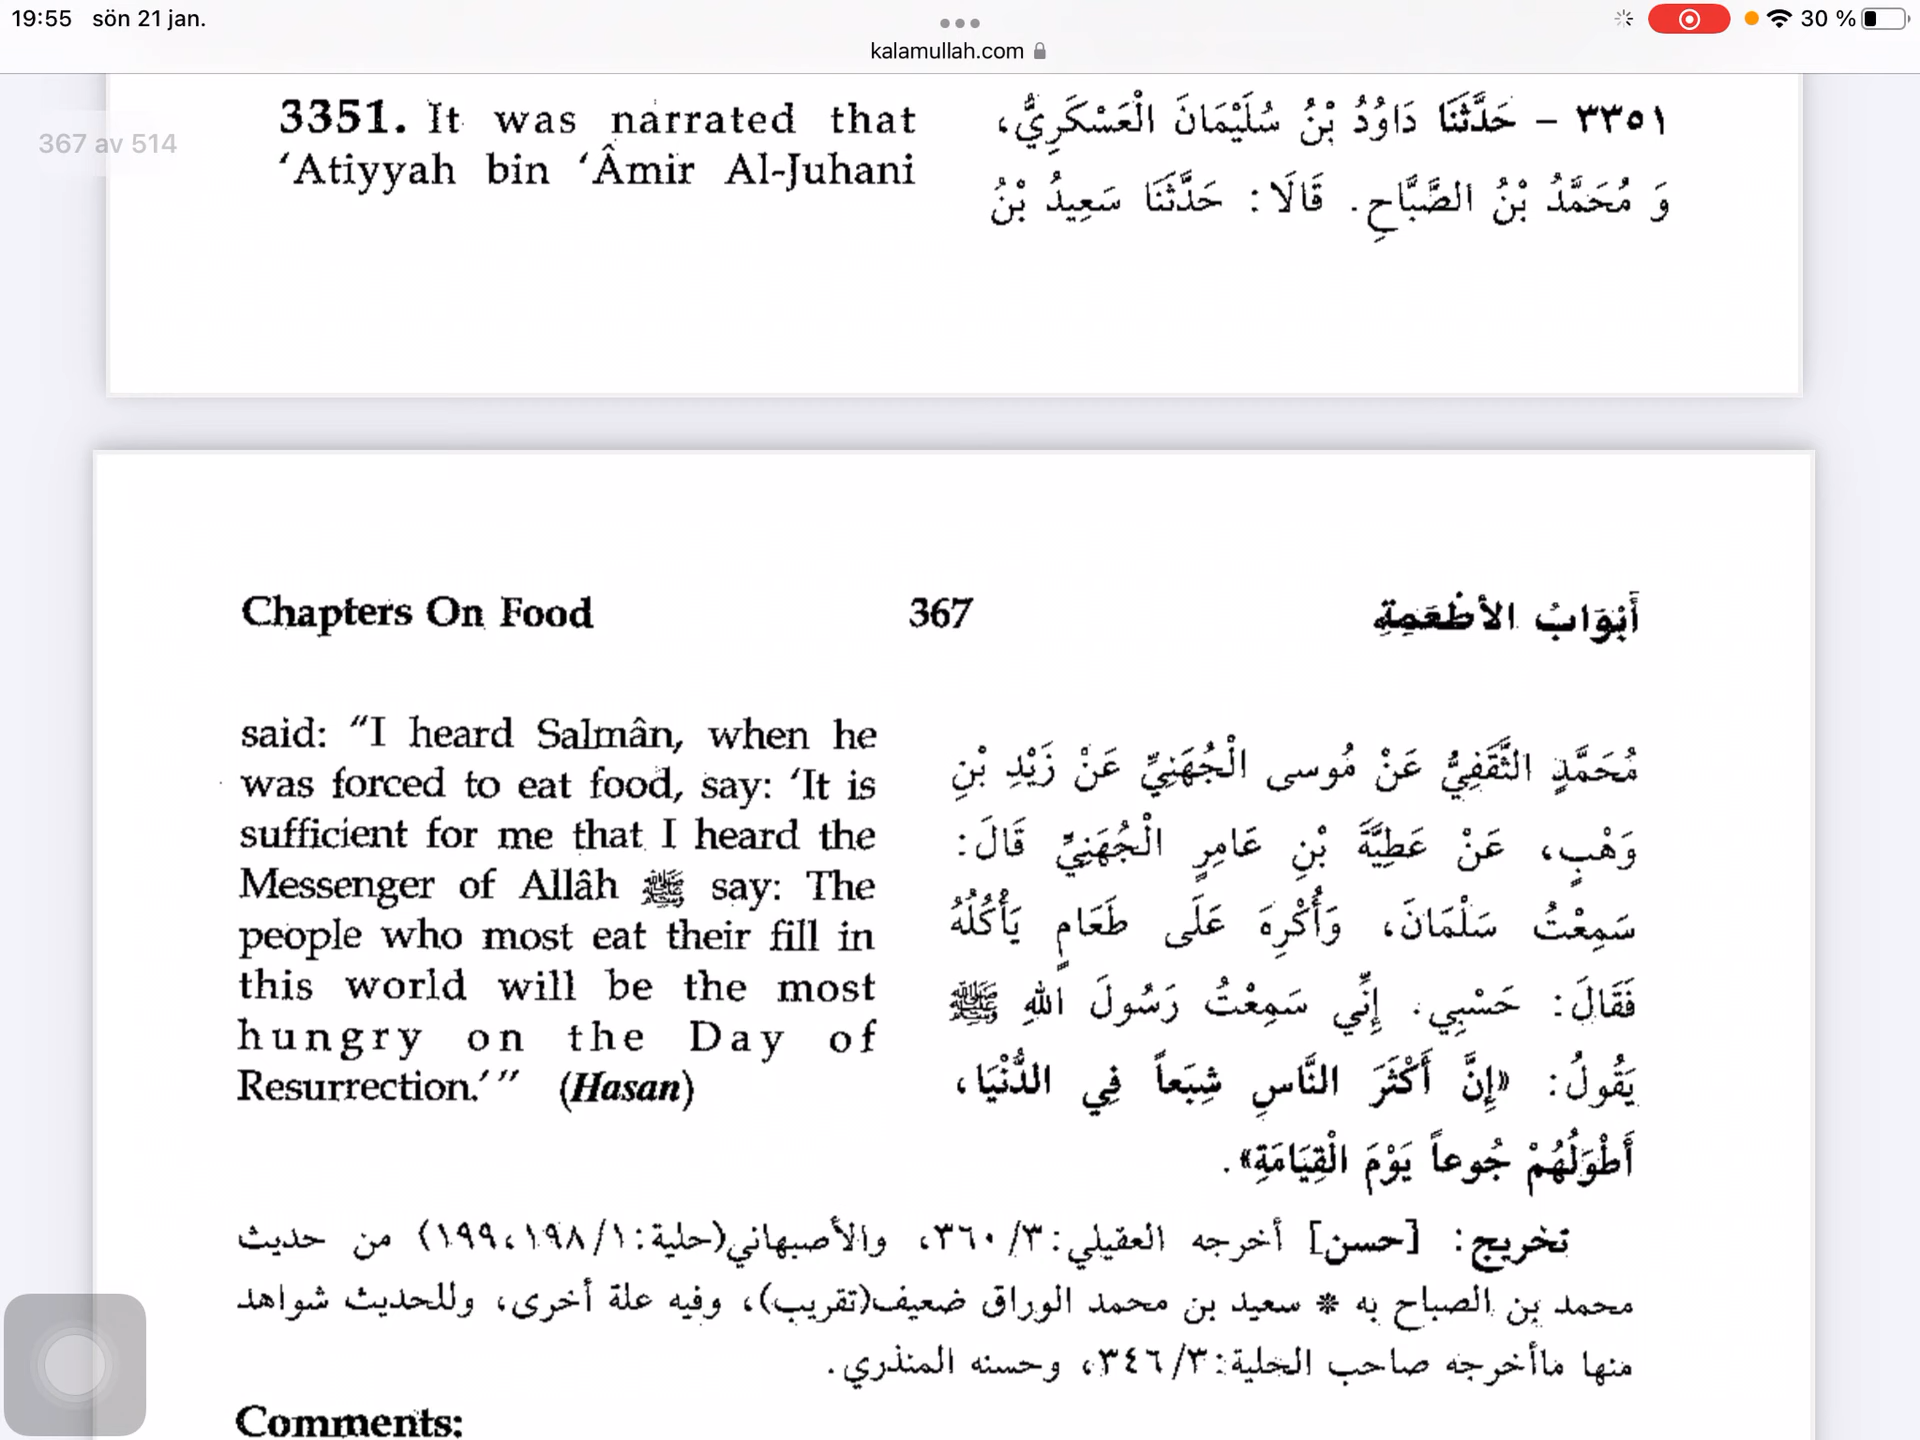 19:55 sön 21 jan.
30 %
kalamullah.com
367 av 514
3351. It was narrated that
‘Atiyyah bin ‘Âmir Al-Juhani
٣٣٥١ - حَدَّثَنَا دَاوُدُ بْنُ سُلَيْمَانَ الْعَسْكَرِيُّ،
وَ مُحَمَّدُ بْنُ الصَّبَّاحِ. قَالَا: حَدَّثَنَا سَعِيدُ بْنُ
Chapters On Food
367
أَبْوَابُ الأَطْعَمِةِ
said: “I heard Salmân, when he
was forced to eat food, say: ‘It is
sufficient for me that I heard the
Messenger of Allâh ﷺ say: The
people who most eat their fill in
this world will be the most
hungry on the Day of
Resurrection.’” (Hasan)
مُحَمَّدٍ الثَّقَفِيُّ عَنْ مُوسى الْجُهَنِيِّ عَنْ زَيْدِ بْنِ
وَهْبٍ، عَنْ عَطِيَّةَ بْنِ عَامِرٍ الْجُهَنِيِّ قَالَ:
سَمِعْتُ سَلْمَانَ، وَأُكْرِهَ عَلَى طَعَامٍ يَأْكُلُهُ
فَقَالَ: حَسْبِي. إِنِّي سَمِعْتُ رَسُولَ اللهِ ﷺ
يَقُولُ: «إِنَّ أَكْثَرَ النَّاسِ شِبَعاً فِي الدُّنْيَا،
أَطْوَلُهُمْ جُوعاً يَوْمَ الْقِيَامَةِ».
تخريج: [حسن] أخرجه العقيلي:٣/ ٣٦٠، والأصبهاني(حلية:١/ ١٩٨، ١٩٩) من حديث
محمد بن الصباح به * سعيد بن محمد الوراق ضعيف(تقريب)، وفيه علة أخرى، وللحديث شواهد
منها ماأخرجه صاحب الحلية:٣/ ٣٤٦، وحسنه المنذري.
Comments: